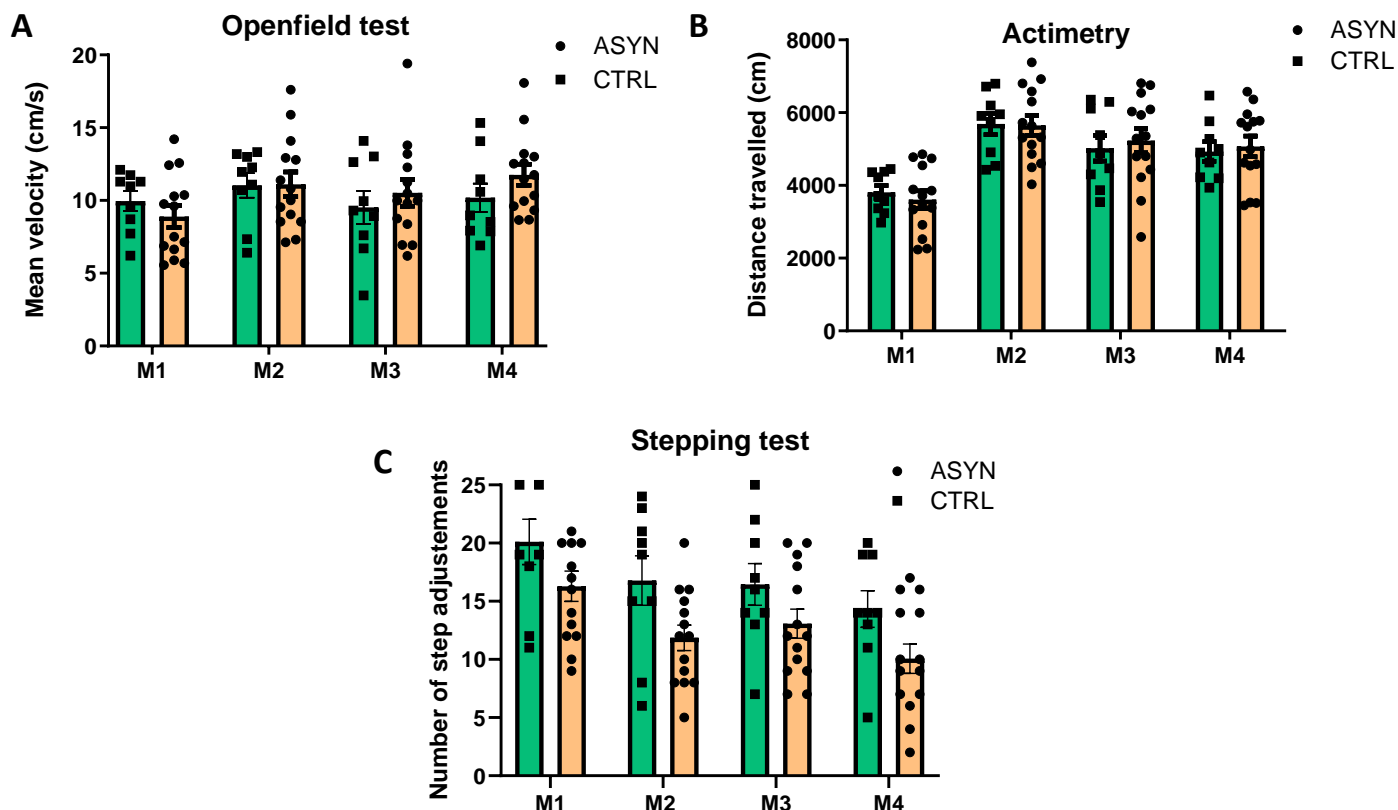 A
Openfield test
ASYN
CTRL
Mean velocity (cm/s)
20
15
10
5
0
M1 M2 M3 M4
B
Actimetry
ASYN
CTRL
Distance travelled (cm)
8000
6000
4000
2000
0
M1 M2 M3 M4
C
Stepping test
ASYN
CTRL
Number of step adjustements
25
20
15
10
5
0
M1 M2 M3 M4